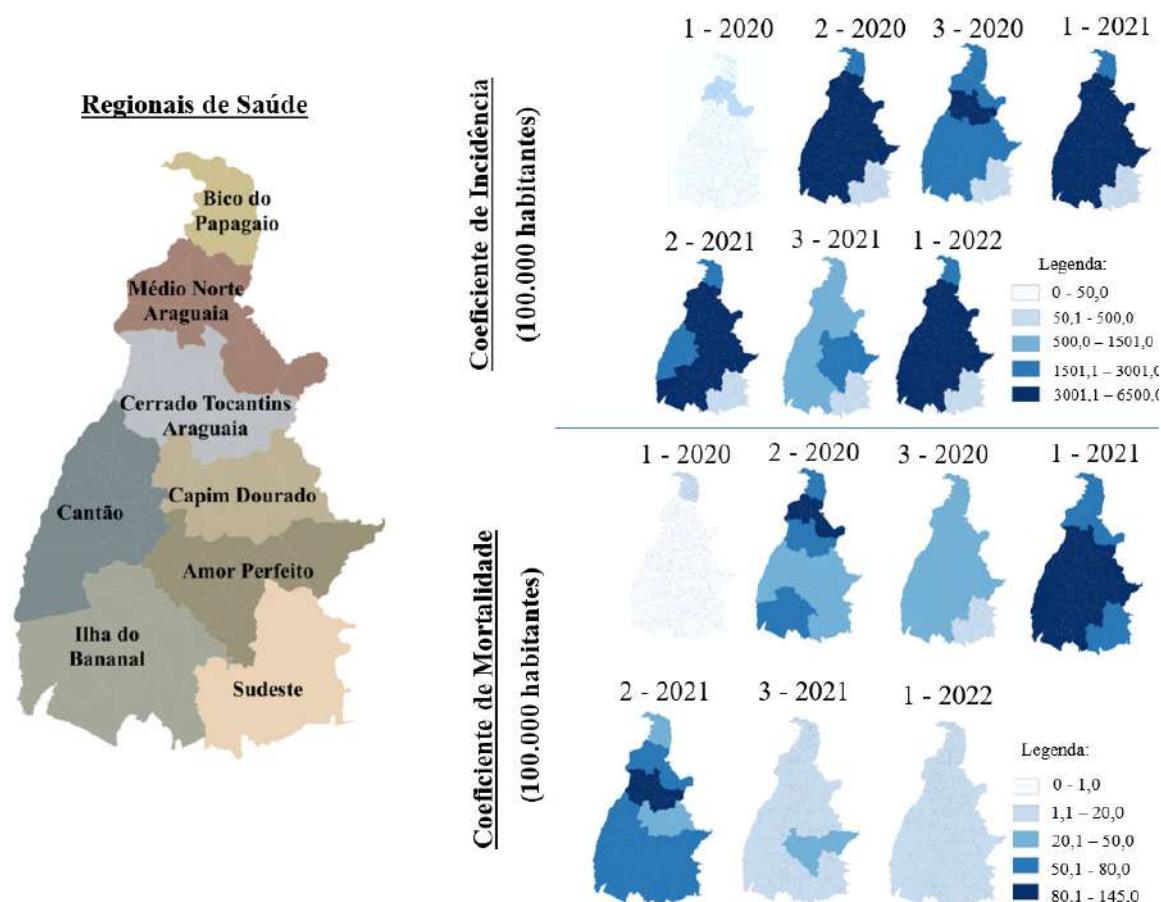 Regionais de Saúde
Bico do
Papagaio
Médio Norte
Araguaia
Cerrado Tocantins
Araguaia
Cantão
Capim Dourado
Amor Perfeito
Ilha do
Bananal
Sudeste
Coeficiente de Incidência
(100.000 habitantes)
1 - 2020
2 - 2020
3 - 2020
1 - 2021
2 - 2021
3 - 2021
1 - 2022
Legenda:
0 - 50,0
50,1 - 500,0
500,0 – 1501,0
1501,1 – 3001,0
3001,1 – 6500,0
Coeficiente de Mortalidade
(100.000 habitantes)
1 - 2020
2 - 2020
3 - 2020
1 - 2021
2 - 2021
3 - 2021
1 - 2022
Legenda:
0 - 1,0
1,1 – 20,0
20,1 – 50,0
50,1 - 80,0
80,1 - 145,0